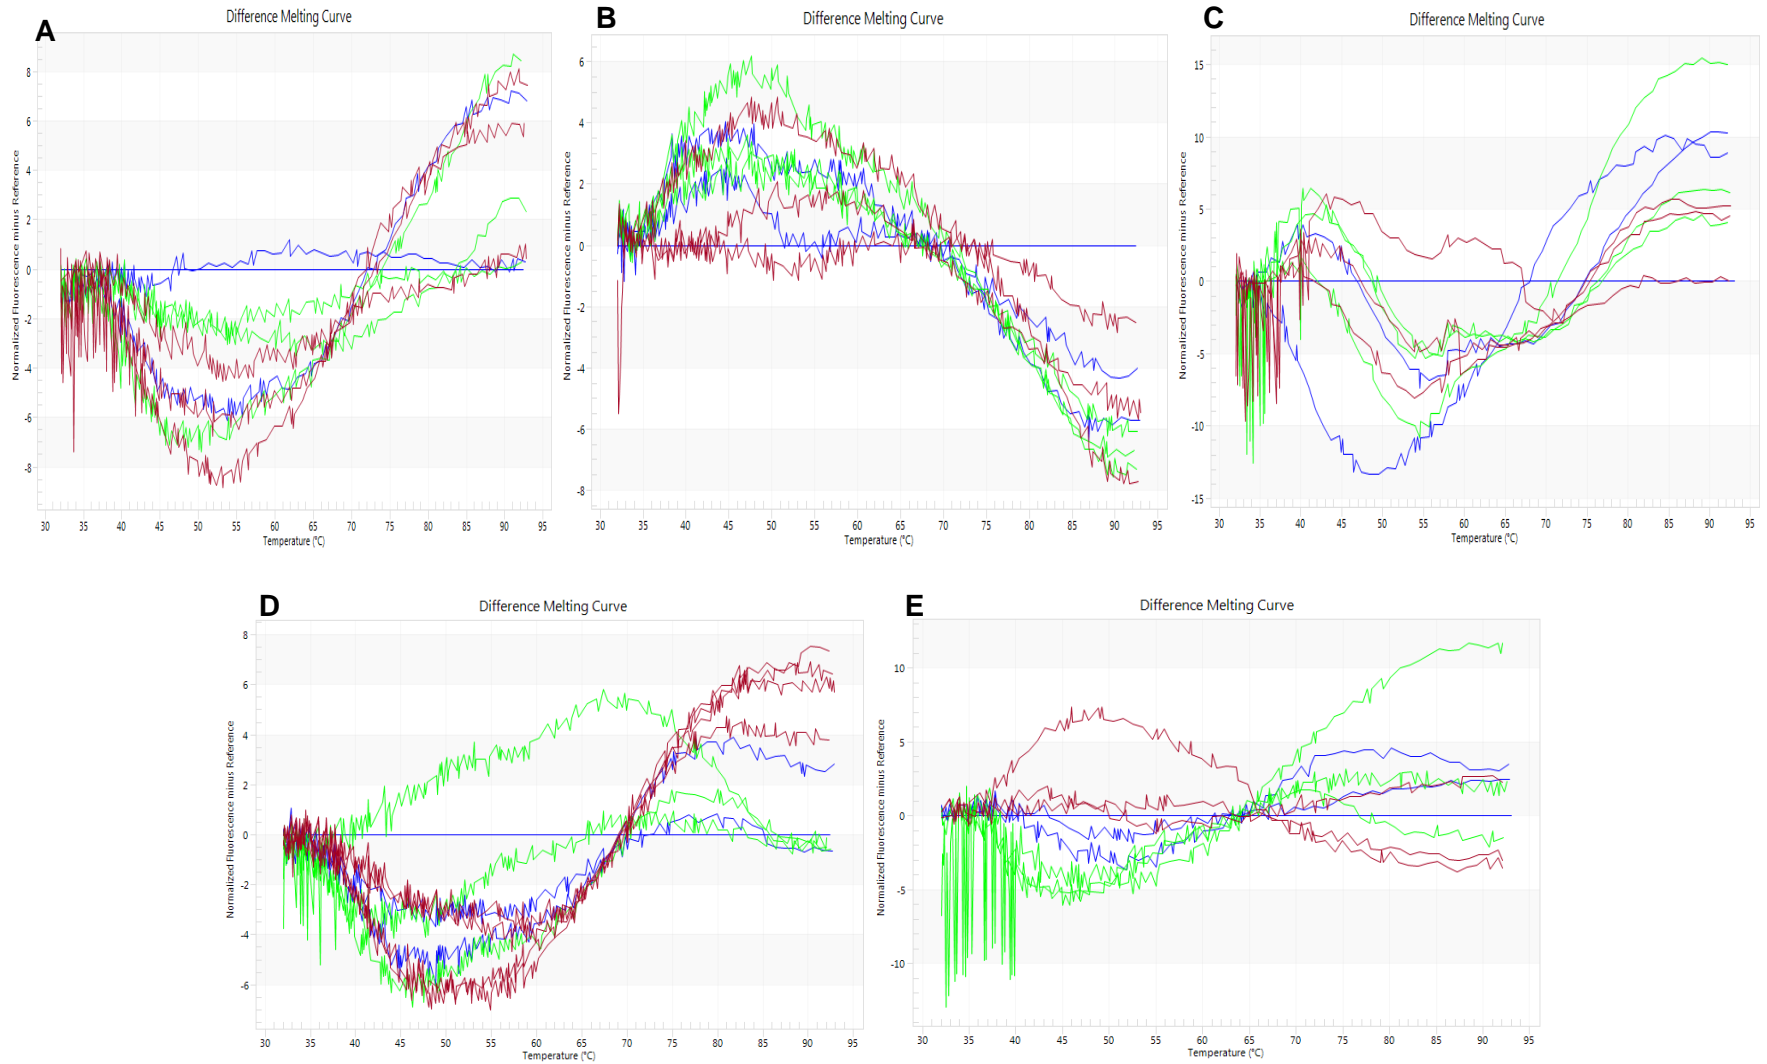 A
Difference Melting Curve
Normalized Fluorescence minus Reference
8
6
4
2
0
-2
-4
-6
-8
30 35 40 45 50 55 60 65 70 75 80 85 90 95
Temperature (°C)
B
Difference Melting Curve
Normalized Fluorescence minus Reference
6
4
2
0
-2
-4
-6
-8
30 35 40 45 50 55 60 65 70 75 80 85 90 95
Temperature (°C)
C
Difference Melting Curve
Normalized Fluorescence minus Reference
15
10
5
0
-5
-10
-15
30 35 40 45 50 55 60 65 70 75 80 85 90 95
Temperature (°C)
D
Difference Melting Curve
Normalized Fluorescence minus Reference
8
6
4
2
0
-2
-4
-6
30 35 40 45 50 55 60 65 70 75 80 85 90 95
Temperature (°C)
E
Difference Melting Curve
Normalized Fluorescence minus Reference
10
5
0
-5
-10
30 35 40 45 50 55 60 65 70 75 80 85 90 95
Temperature (°C)